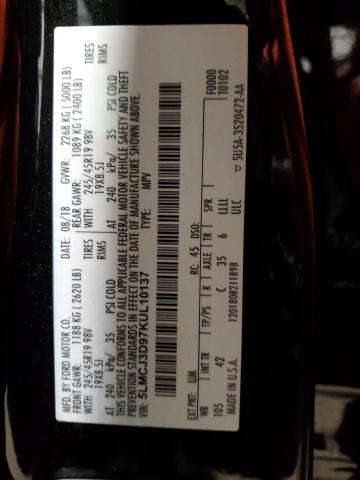 MFD. BY FORD MOTOR CO.
DATE: 08/18 GVWR: 2268 KG ( 5000 LB)
FRONT GAWR: 1188 KG ( 2620 LB) REAR GAWR: 1089 KG ( 2400 LB)
WITH 245/45R19 98V TIRES WITH 245/45R19 98V TIRES
19X8.5J RIMS 19X8.5J RIMS
AT 240 kPa/ 35 PSI COLD AT 240 kPa/ 35 PSI COLD
THIS VEHICLE CONFORMS TO ALL APPLICABLE FEDERAL MOTOR VEHICLE SAFETY AND THEFT
PREVENTION STANDARDS IN EFFECT ON THE DATE OF MANUFACTURE SHOWN ABOVE.
VIN: 5LMCJ3D97KUL10137
TYPE: MPV
F0000
T0102
EXT PNT: UM RC: 45 DSO:
WB INT TR TP/PS R AXLE TR SPR
105 42 C 35 6 LLLL
MADE IN U.S.A. ULC
1201808211898
▽ 5U5A-3520472-AA